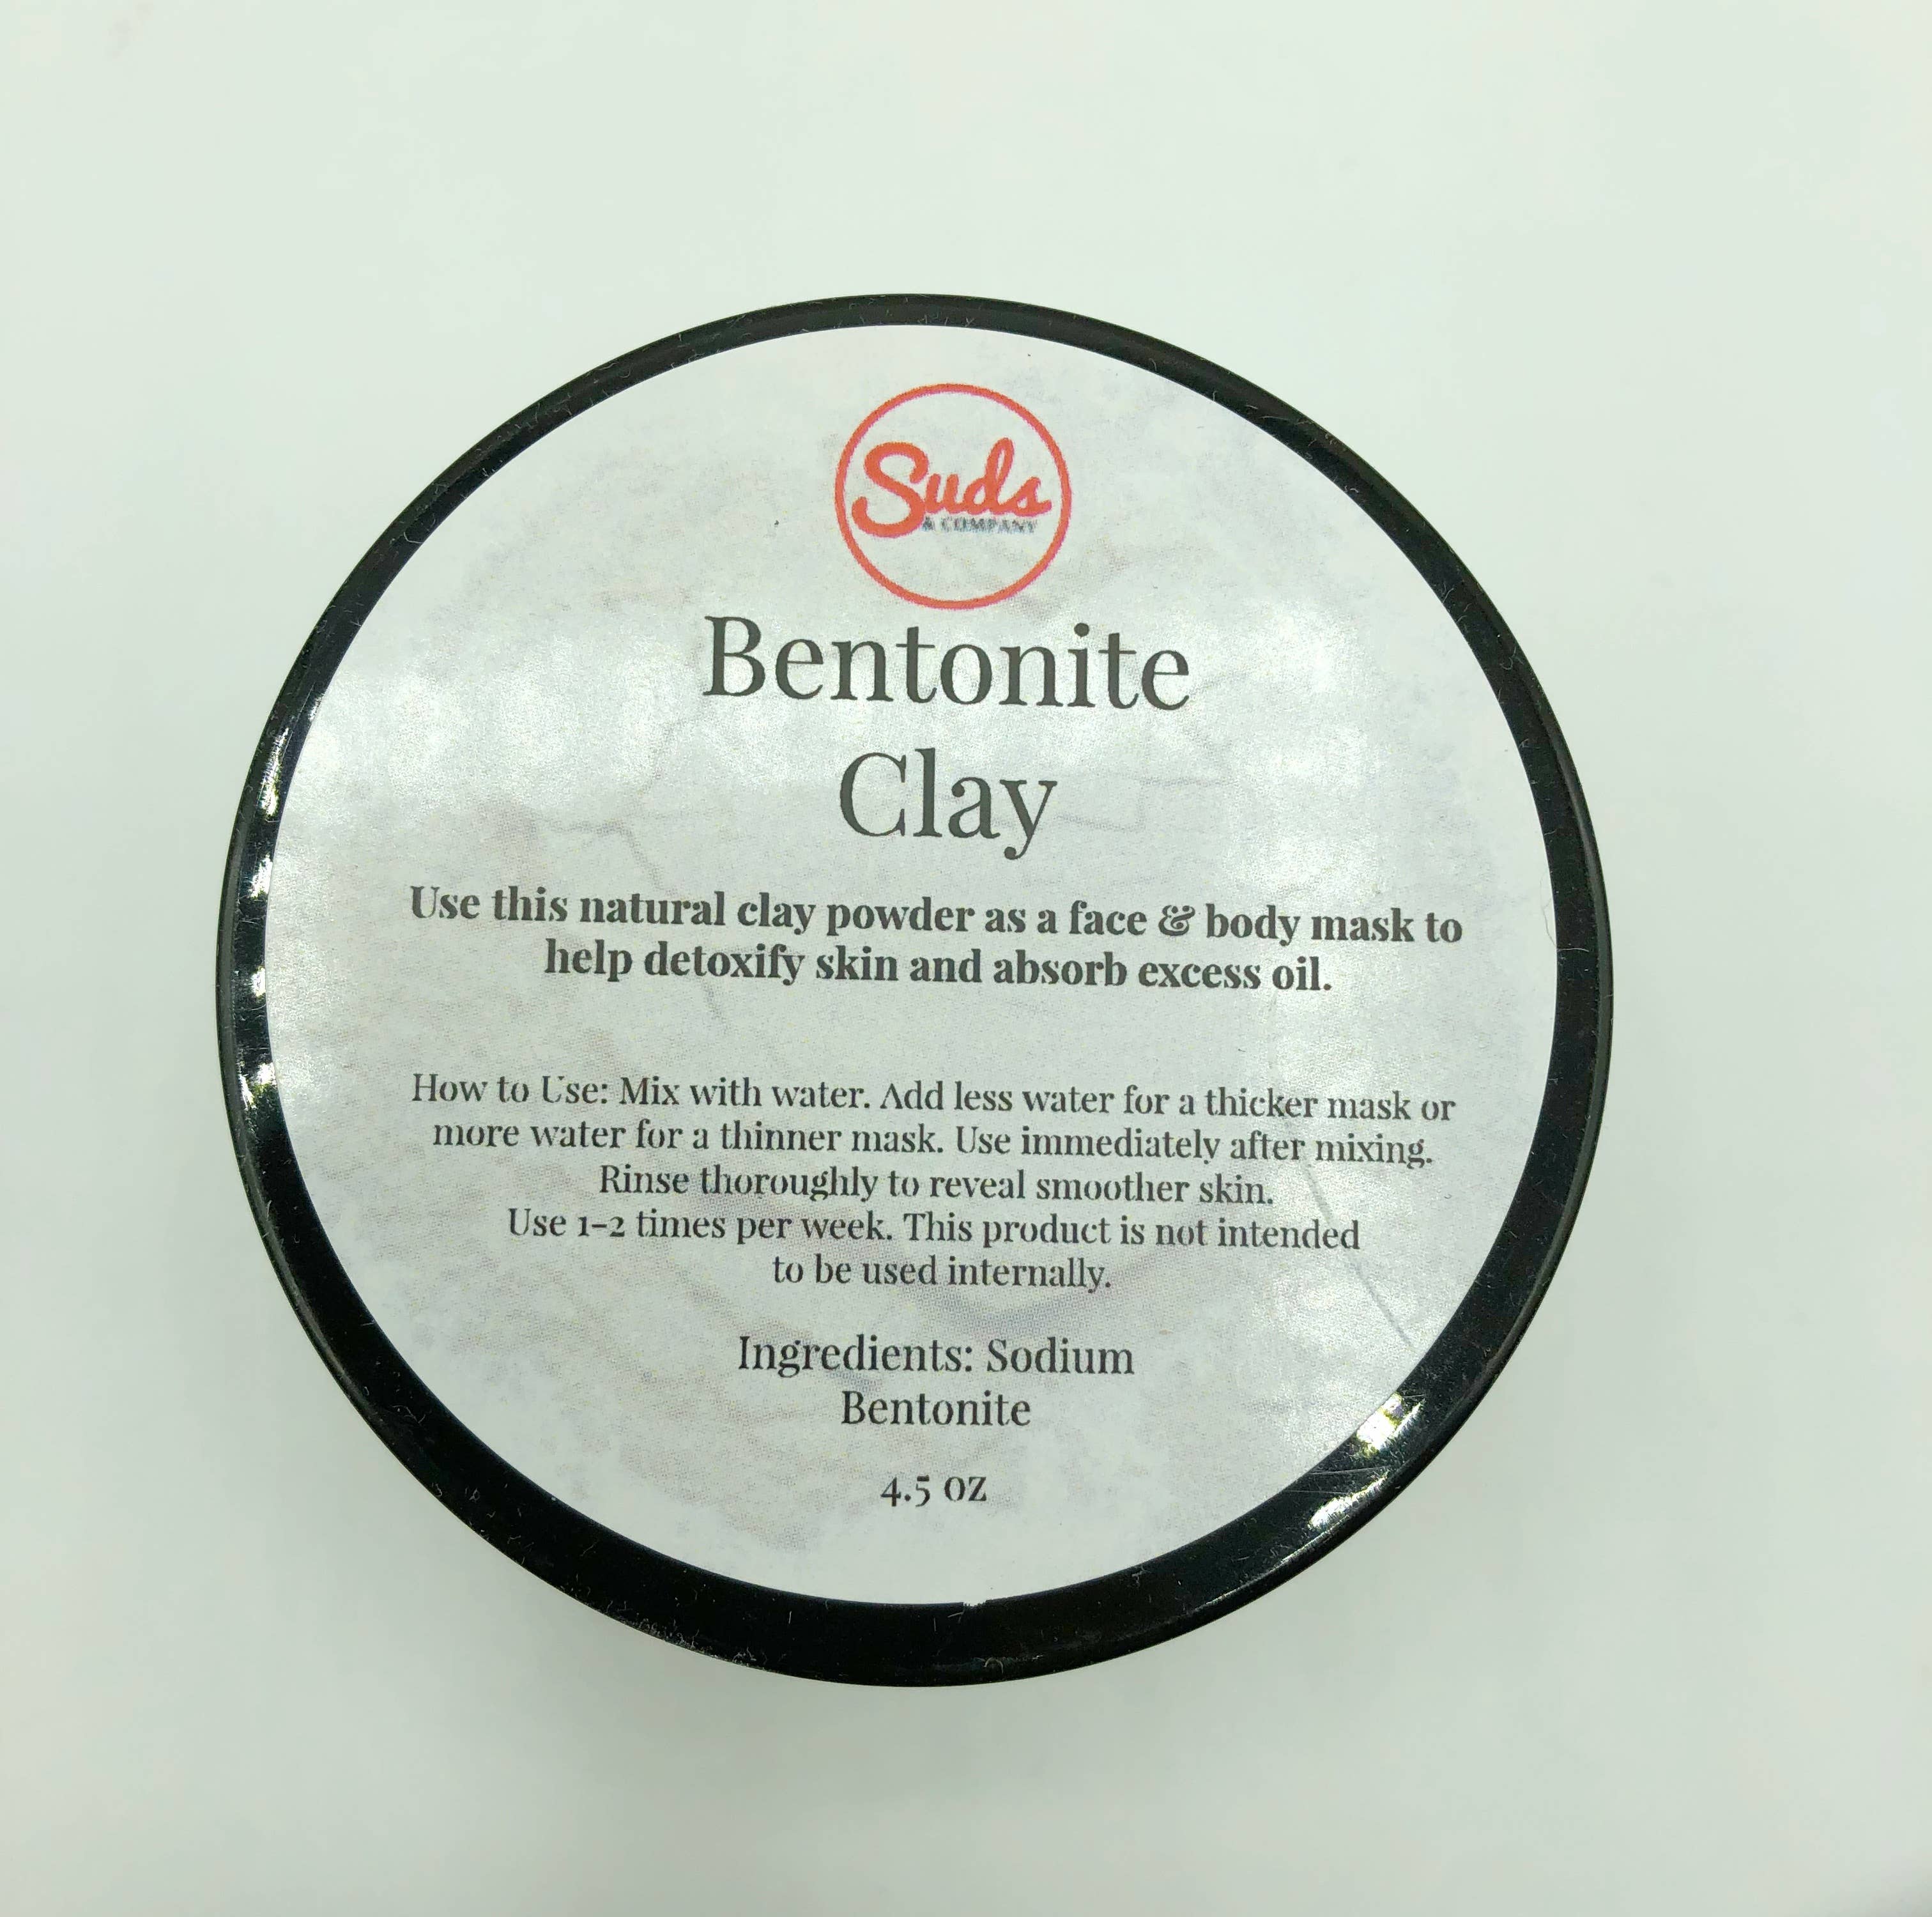 Suds
& COMPANY
Bentonite
Clay
Use this natural clay powder as a face & body mask to
help detoxify skin and absorb excess oil.
How to Use: Mix with water. Add less water for a thicker mask or
more water for a thinner mask. Use immediately after mixing.
Rinse thoroughly to reveal smoother skin.
Use 1-2 times per week. This product is not intended
to be used internally.
Ingredients: Sodium
Bentonite
4.5 OZ